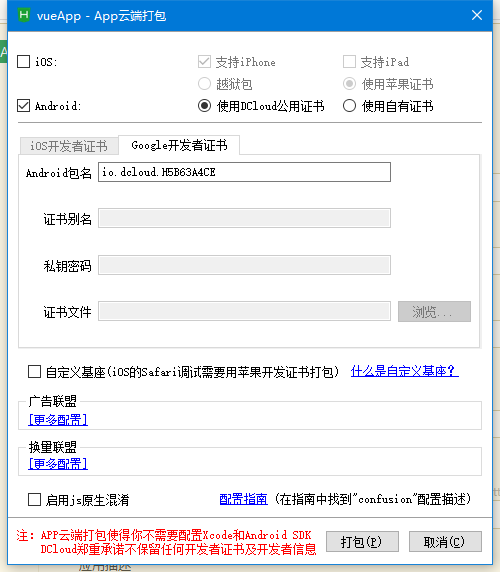 vueApp - App云端打包
iOS: 支持iPhone 支持iPad
越狱包 使用苹果证书
Android: 使用DCloud公用证书 使用自有证书
iOS开发者证书 Google开发者证书
Android包名 io.dcloud.H5B63A4CE
证书别名
私钥密码
证书文件 浏览...
自定义基座(iOS的Safari调试需要用苹果开发证书打包) 什么是自定义基座?
广告联盟
[更多配置]
换量联盟
[更多配置]
启用js原生混淆 配置指南 (在指南中找到"confusion"配置描述)
注: APP云端打包使得你不需要配置Xcode和Android SDK
DCloud郑重承诺不保留任何开发者证书及开发者信息
打包(P) 取消(C)
应用描述